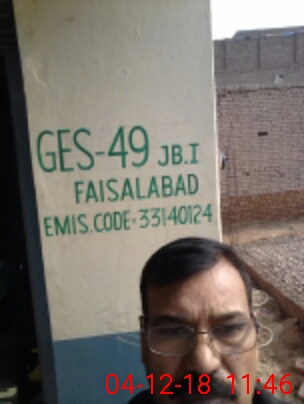 GES-49 JB.I
FAISALABAD
EMIS.CODE-33140124
04-12-18 11:46